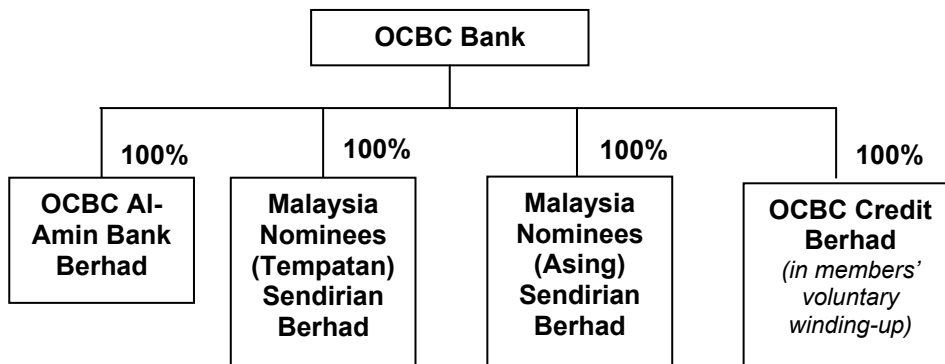 OCBC Bank
100%
100%
100%
100%
OCBC Al-
Amin Bank
Berhad
Malaysia
Nominees
(Tempatan)
Sendirian
Berhad
Malaysia
Nominees
(Asing)
Sendirian
Berhad
OCBC Credit
Berhad
(in members’
voluntary
winding-up)